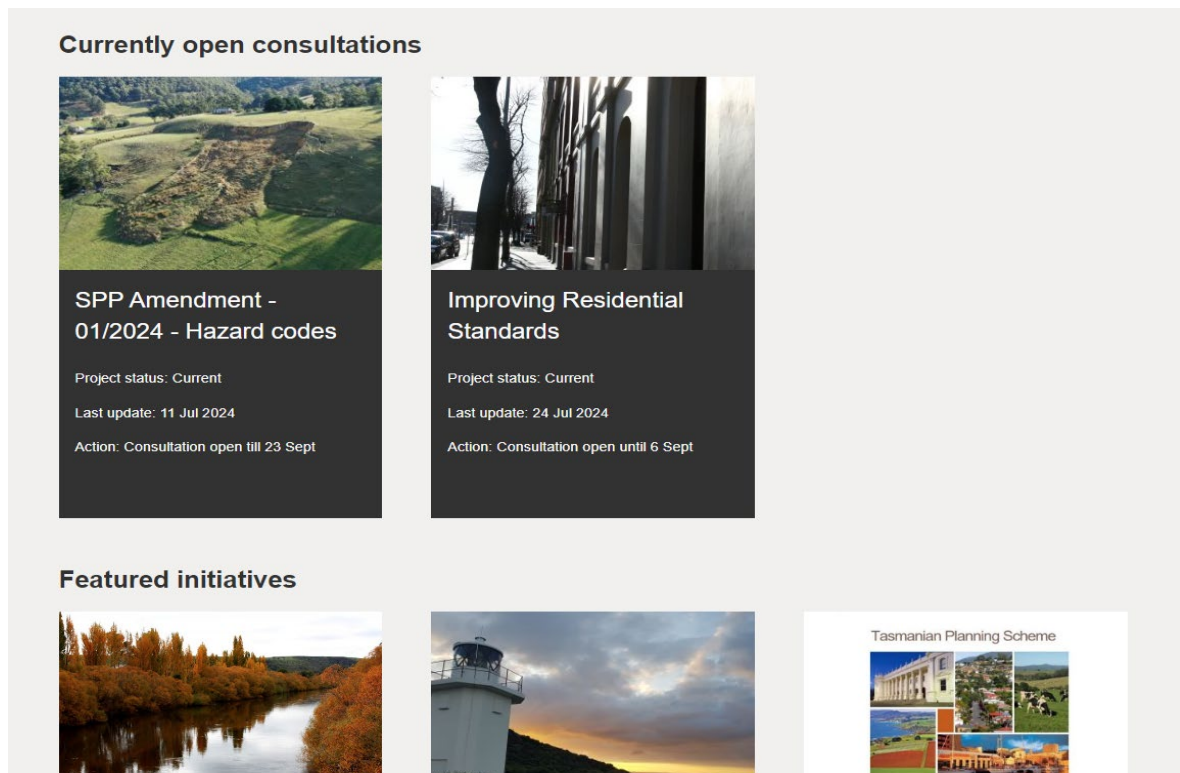 Currently open consultations
SPP Amendment -
01/2024 - Hazard codes
Project status: Current
Last update: 11 Jul 2024
Action: Consultation open till 23 Sept
Improving Residential
Standards
Project status: Current
Last update: 24 Jul 2024
Action: Consultation open until 6 Sept
Featured initiatives
Tasmanian Planning Scheme